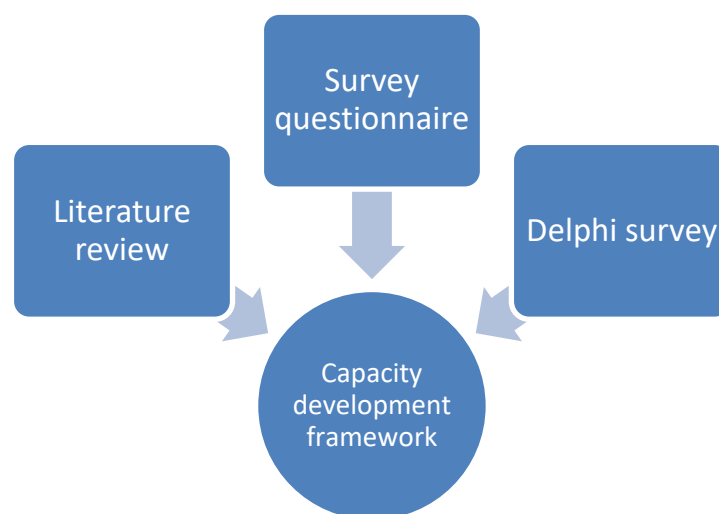 Survey
questionnaire
Literature
review
Delphi survey
Capacity
development
framework